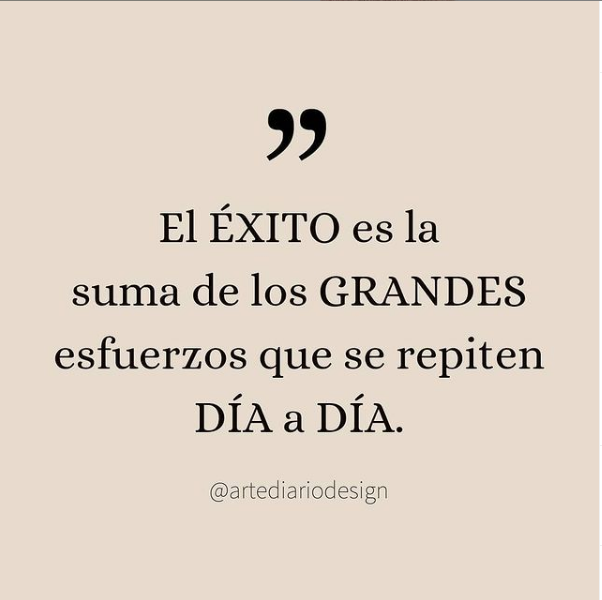 ”
El ÉXITO es la
suma de los GRANDES
esfuerzos que se repiten
DÍA a DÍA.
@artediariodesign